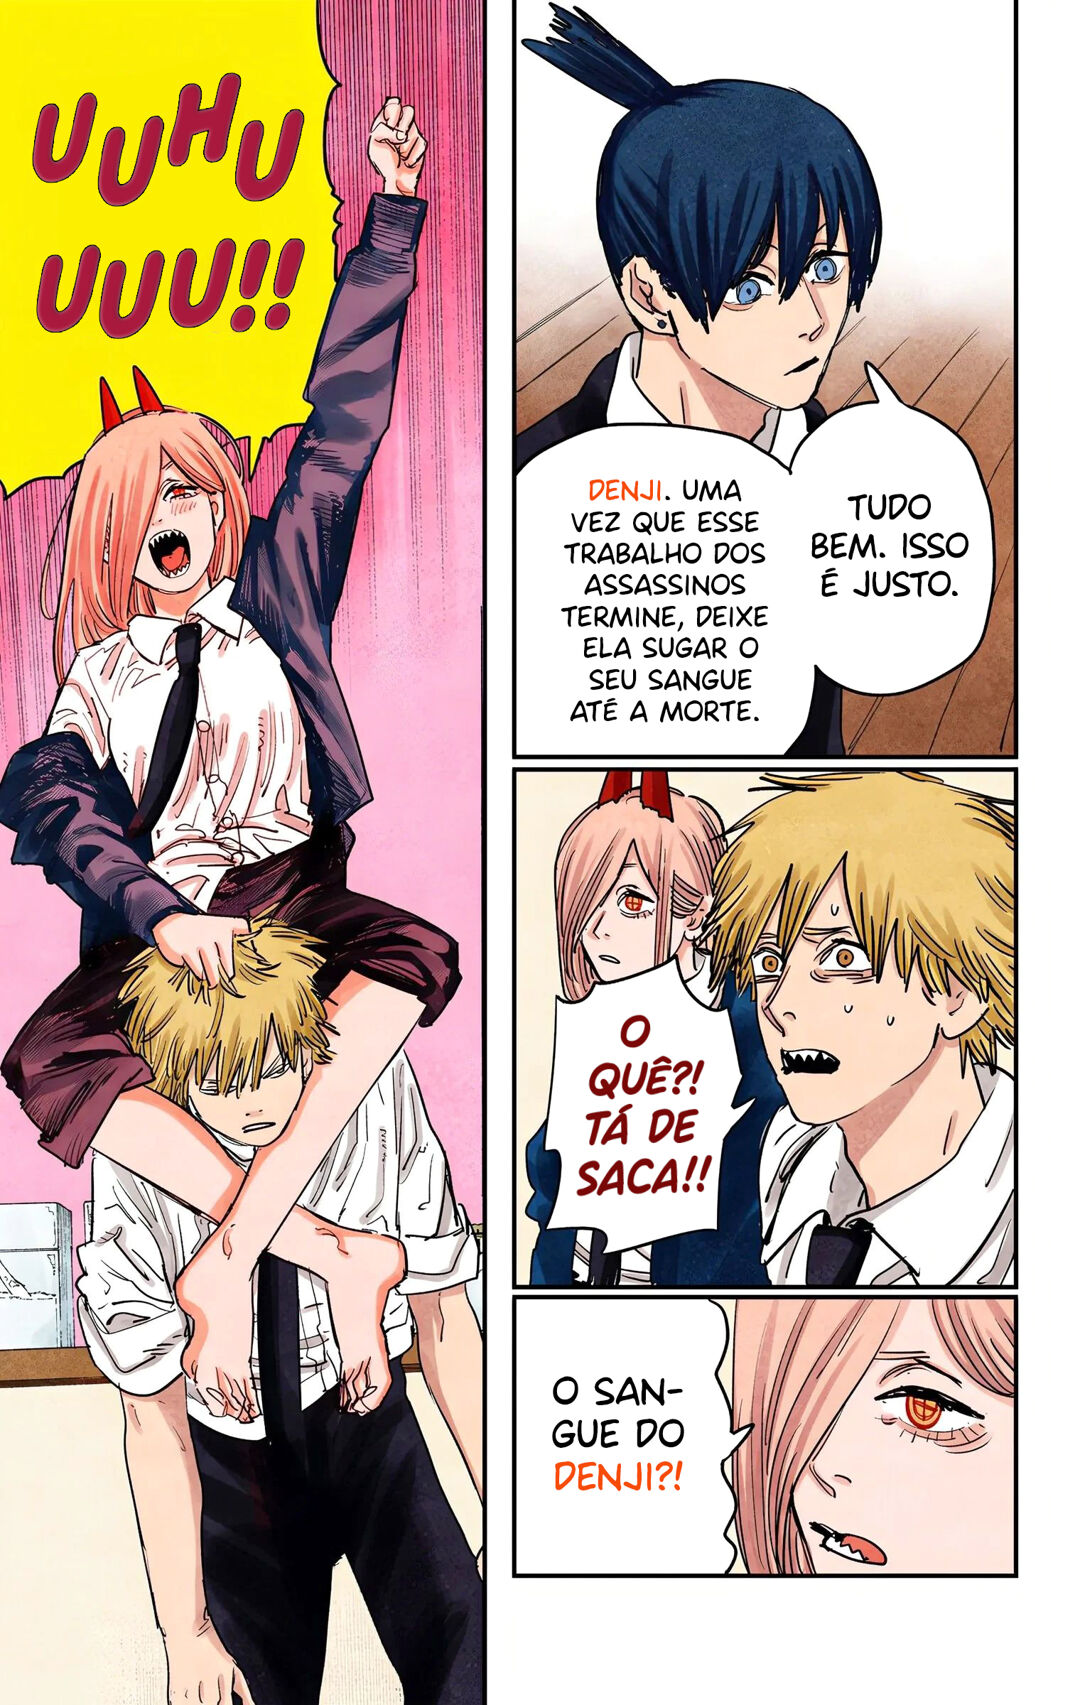 TUDO
BEM. ISSO
É JUSTO.
DENJI. UMA
VEZ QUE ESSE
TRABALHO DOS
ASSASSINOS
TERMINE, DEIXE
ELA SUGAR O
SEU SANGUE
ATÉ A MORTE.
O
QUÊ?!
TÁ DE
SACA!!
O SAN-
GUE DO
DENJI?!
UUHU
UUU!!